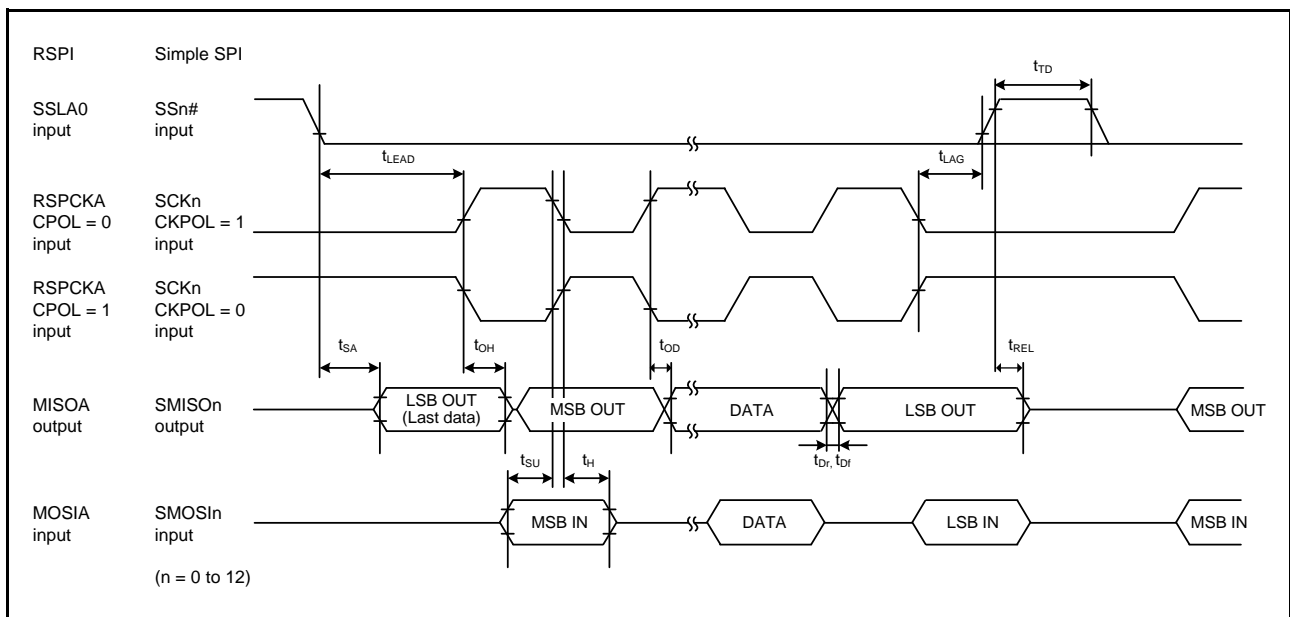 RSPI Simple SPI
tTD
SSLA0 SSn#
input input
tLEAD tLAG
RSPCKA SCKn
CPOL = 0 CKPOL = 1
input input
RSPCKA SCKn
CPOL = 1 CKPOL = 0
input input
tSA tOH tOD tREL
MISOA SMISOn
output output
LSB OUT
(Last data)
MSB OUT DATA LSB OUT MSB OUT
tSU tH tDr, tDf
MOSIA SMOSIn
input input
MSB IN DATA LSB IN MSB IN
(n = 0 to 12)